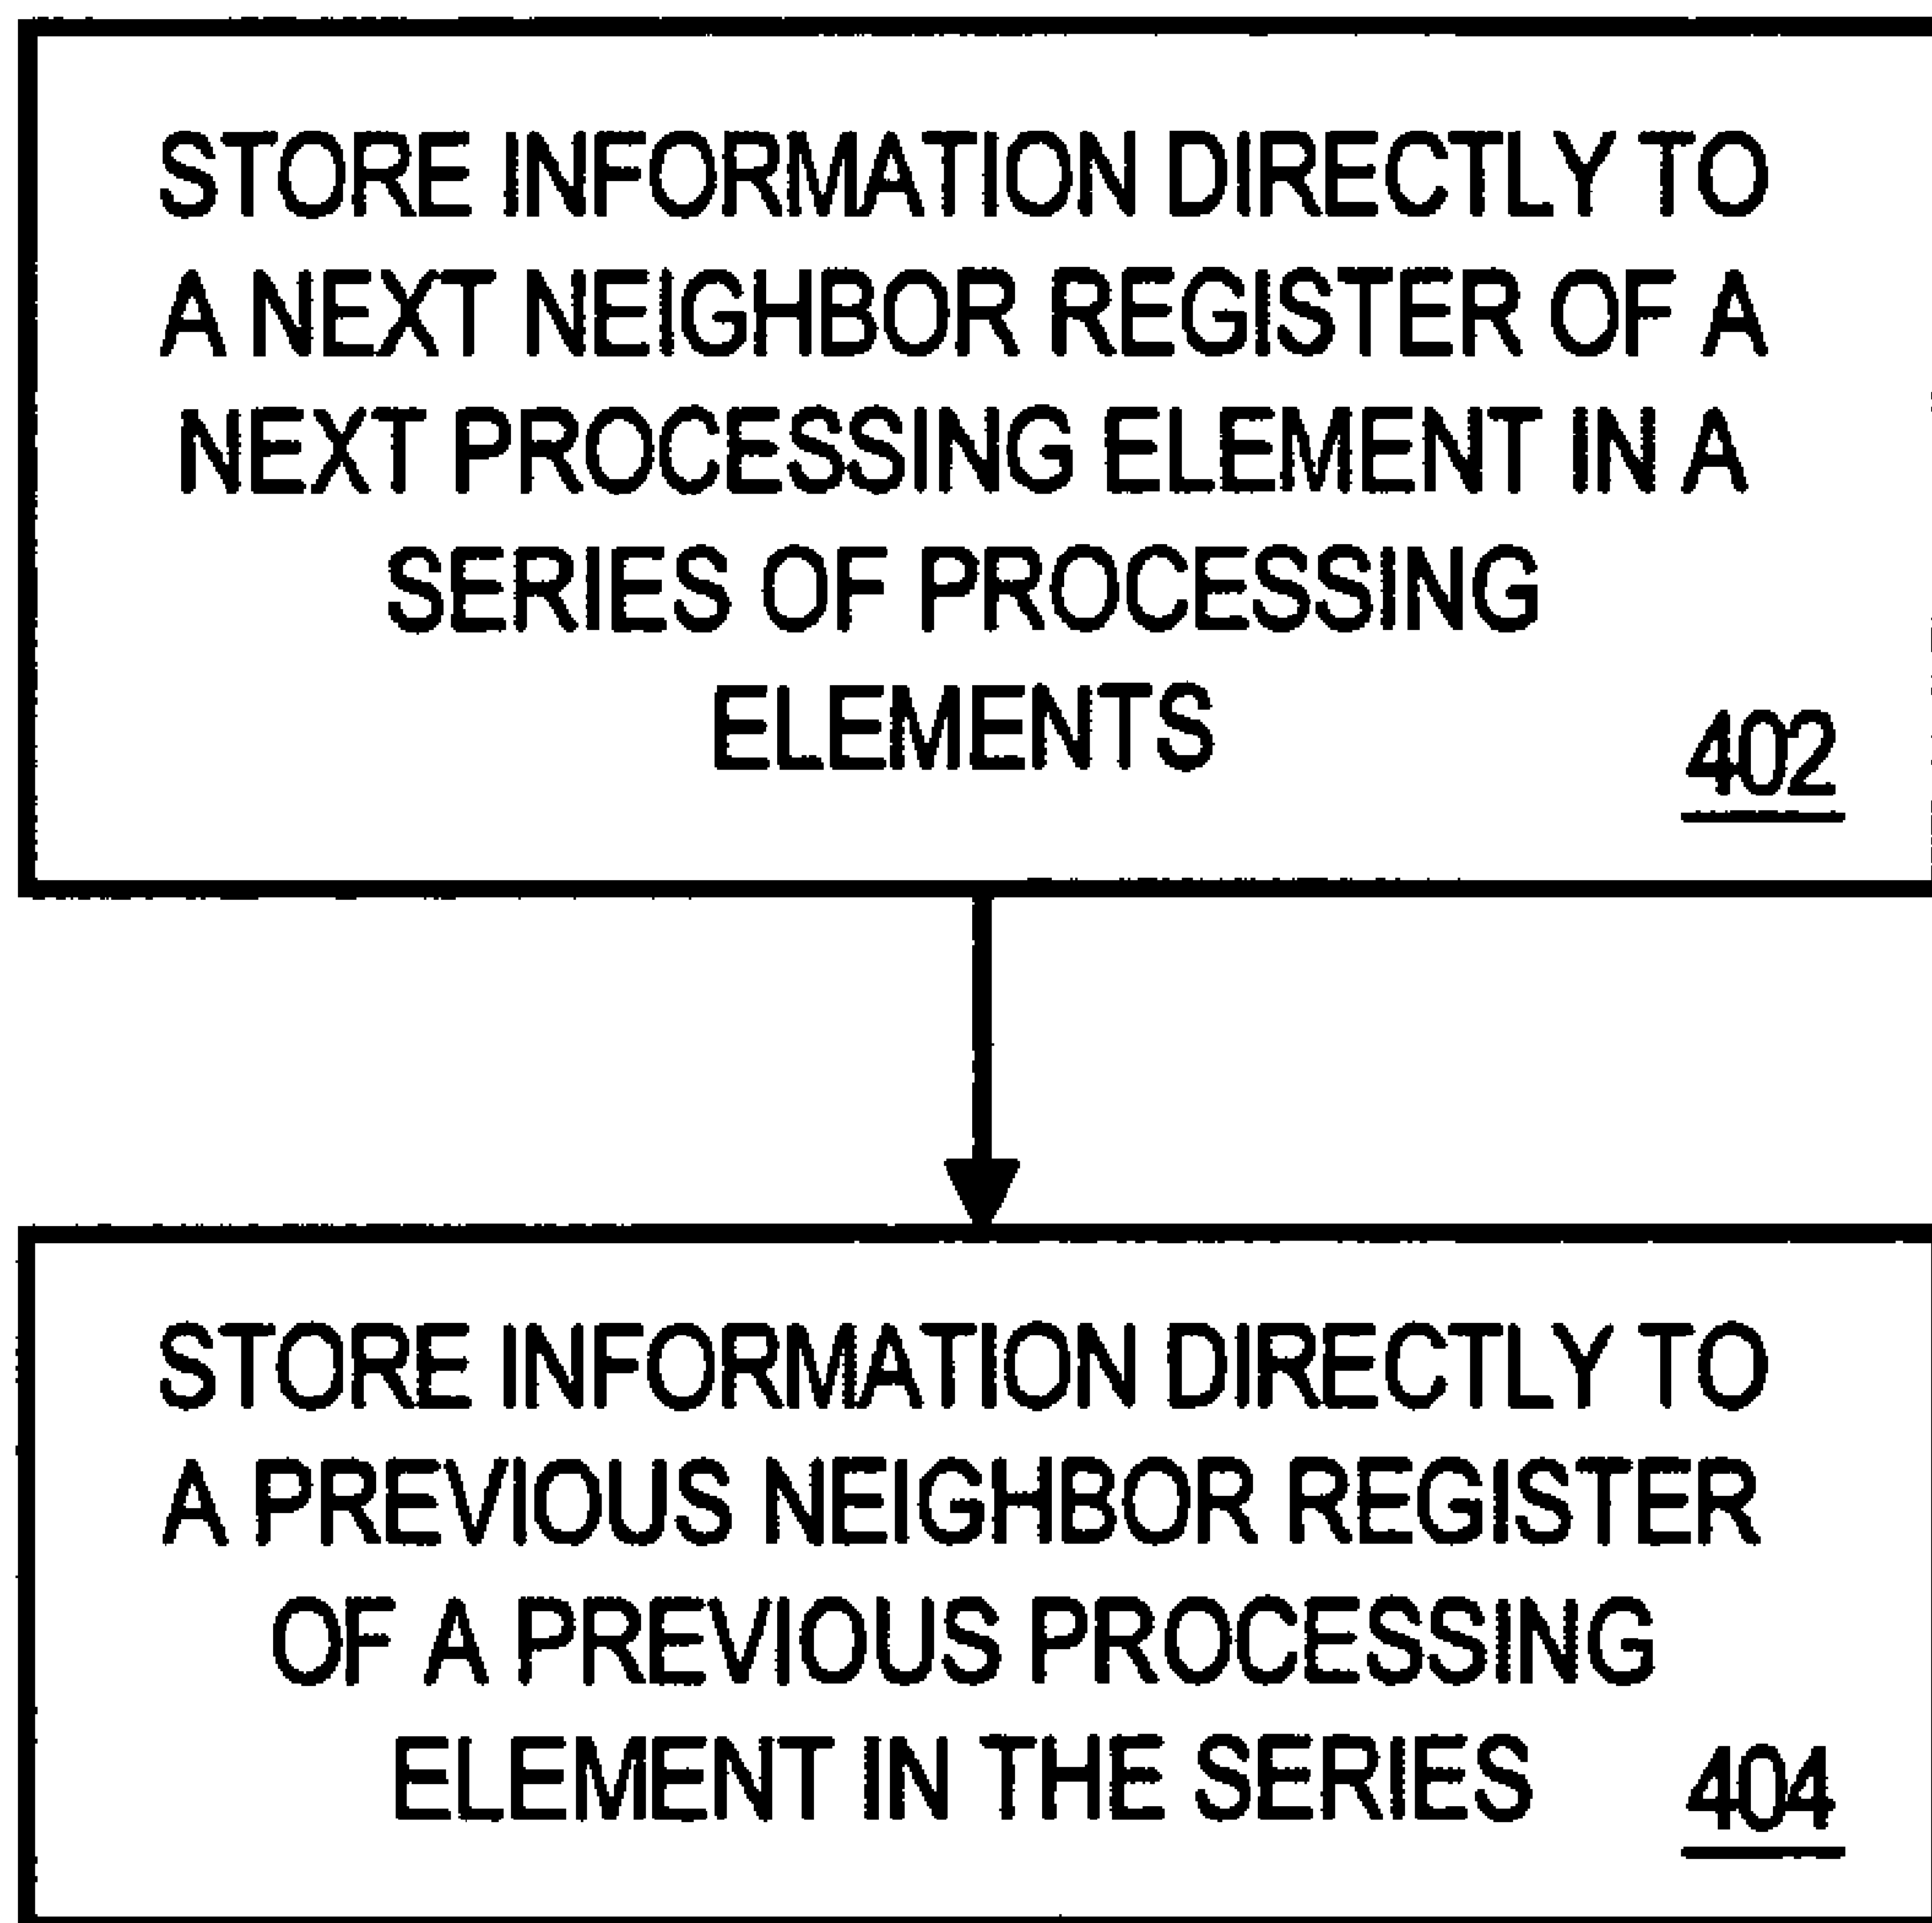 STORE INFORMATION DIRECTLY TO
A NEXT NEIGHBOR REGISTER OF A
NEXT PROCESSING ELEMENT IN A
SERIES OF PROCESSING
ELEMENTS
402
STORE INFORMATION DIRECTLY TO
A PREVIOUS NEIGHBOR REGISTER
OF A PREVIOUS PROCESSING
ELEMENT IN THE SERIES
404